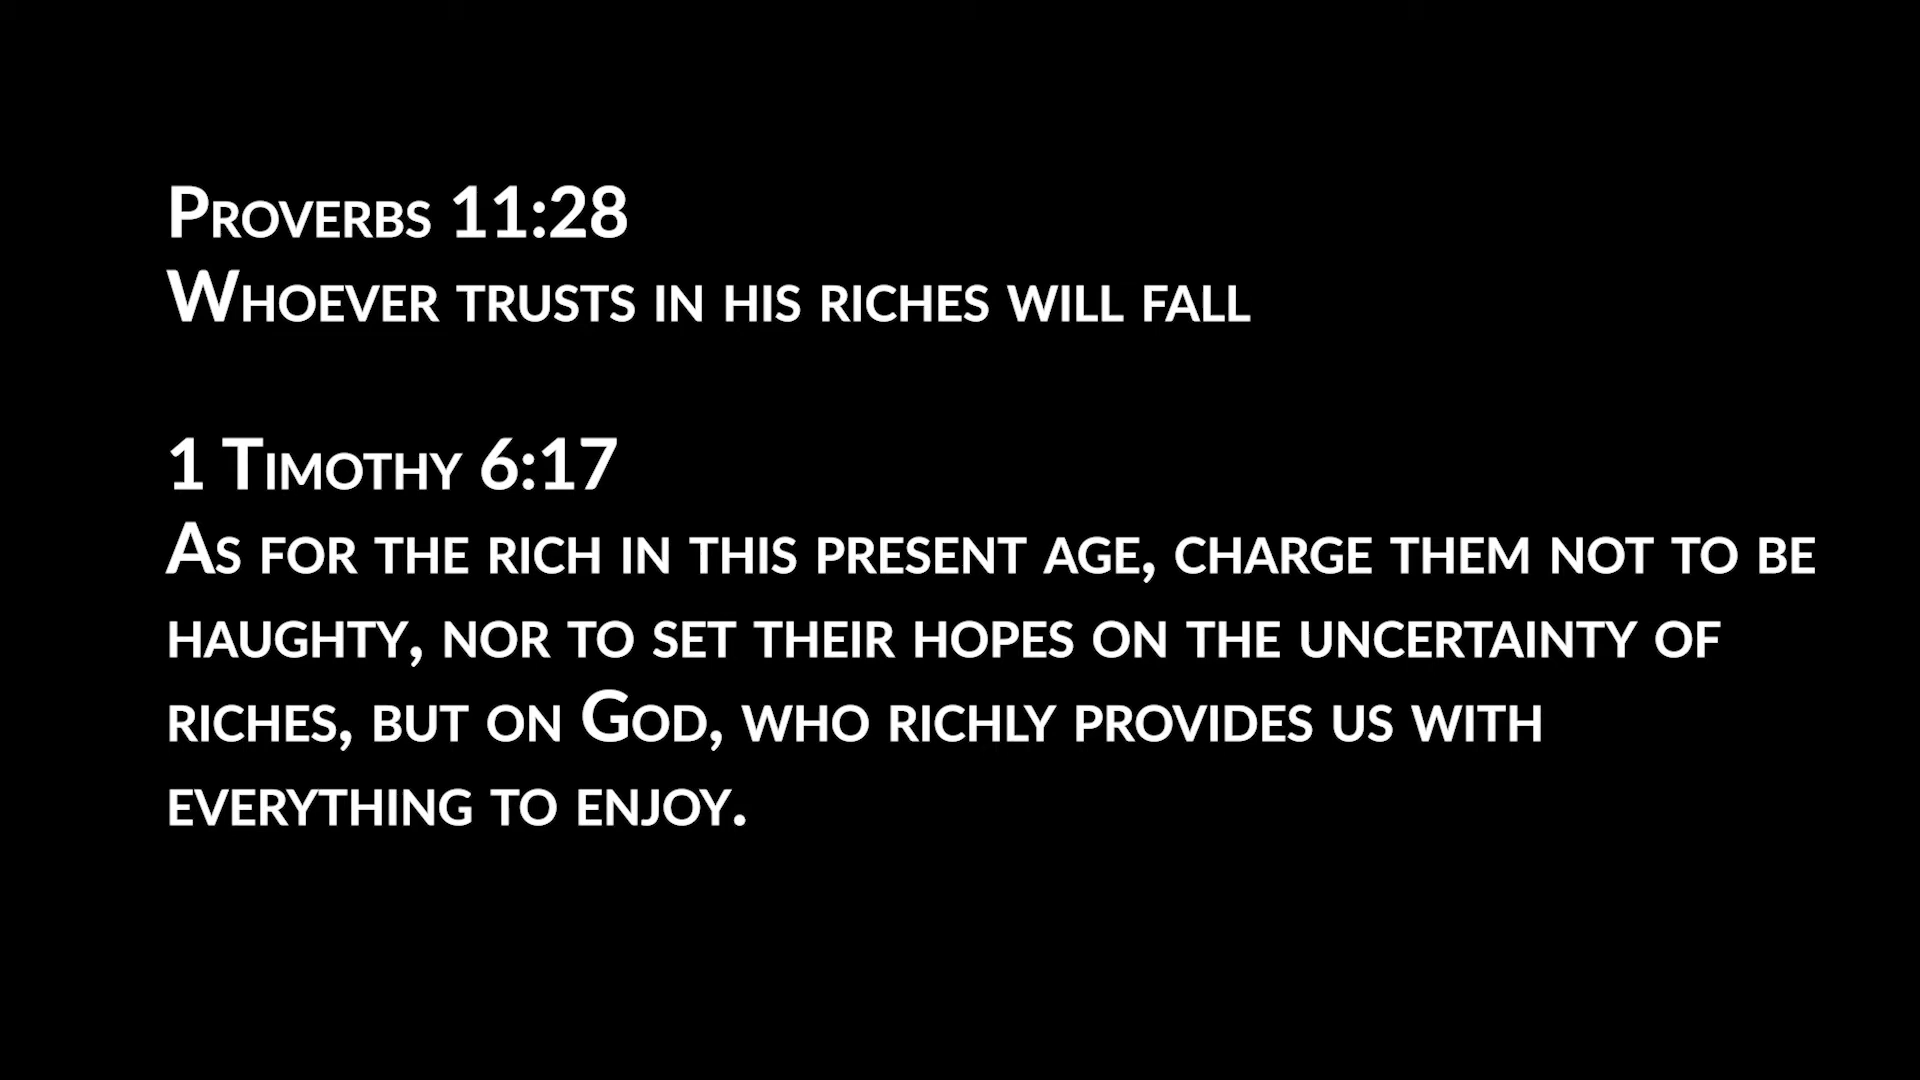 Proverbs 11:28
Whoever trusts in his riches will fall
1 Timothy 6:17
As for the rich in this present age, charge them not to be
haughty, nor to set their hopes on the uncertainty of
riches, but on God, who richly provides us with
everything to enjoy.